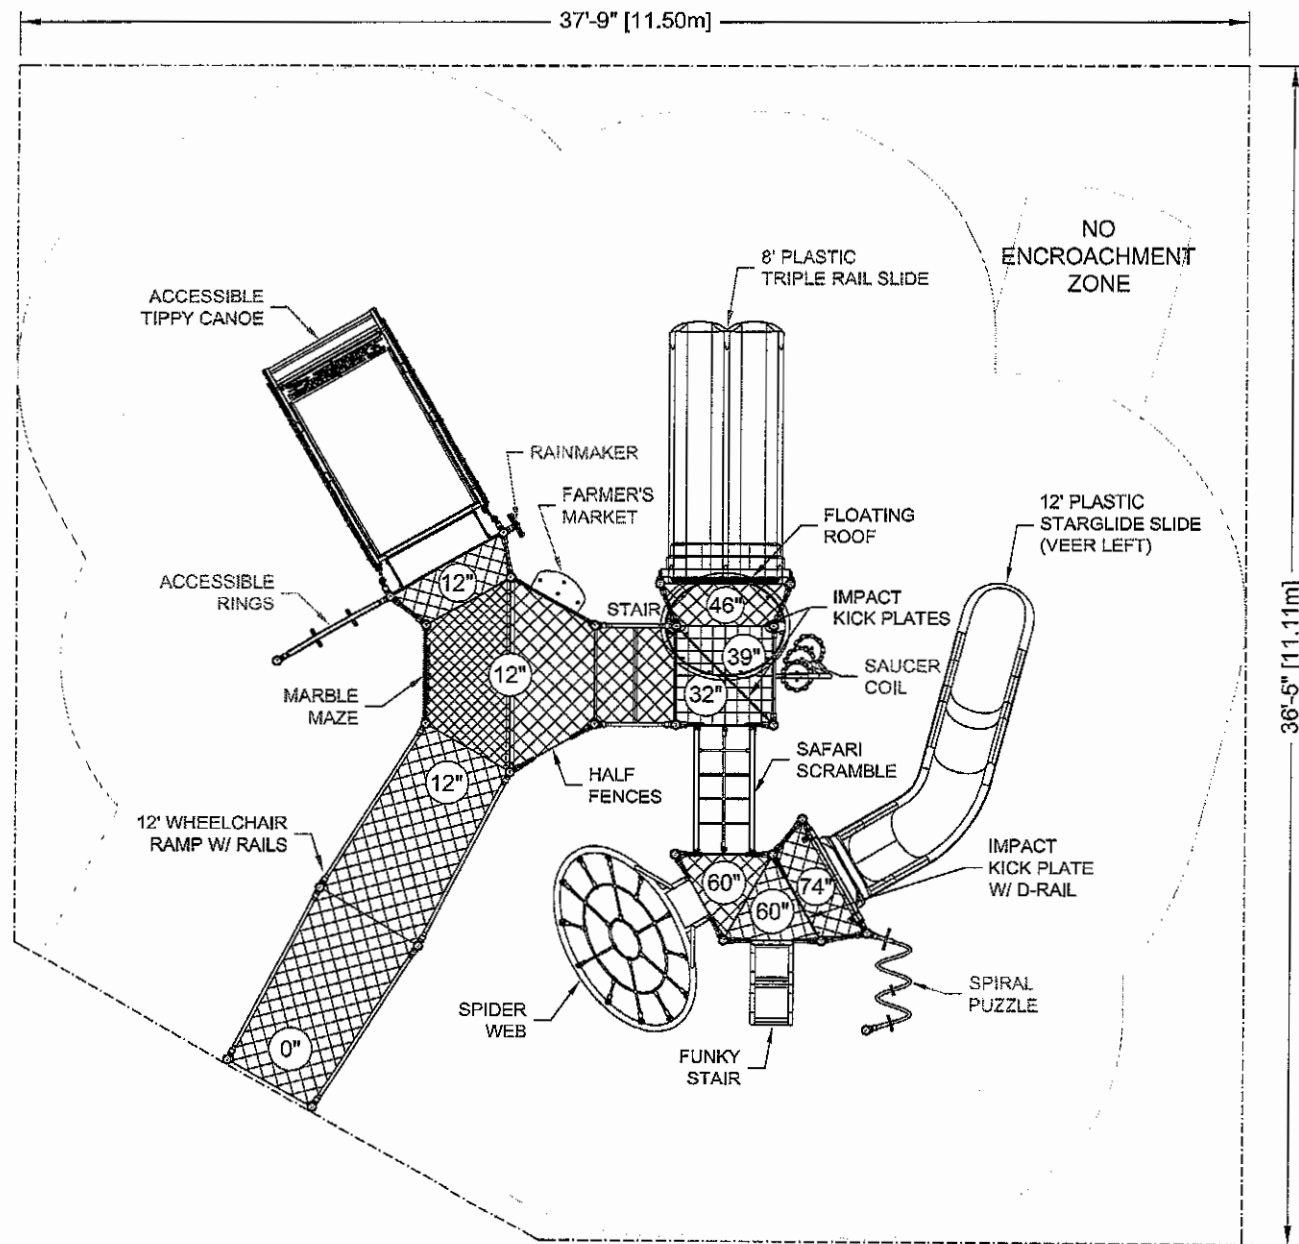 37'-9" [11.50m]
NO
ENCROACHMENT
ZONE
8' PLASTIC
TRIPLE RAIL SLIDE
ACCESSIBLE
TIPPY CANOE
RAINMAKER
FARMER'S
MARKET
12' PLASTIC
STARGLIDE SLIDE
(VEER LEFT)
FLOATING
ROOF
ACCESSIBLE
RINGS
12"
STAIR
46"
IMPACT
KICK PLATES
39"
SAUCER
COIL
36'-5" [11.11m]
12"
32"
MARBLE
MAZE
12"
HALF
FENCES
SAFARI
SCRAMBLE
12' WHEELCHAIR
RAMP W/ RAILS
IMPACT
KICK PLATE
W/ D-RAIL
60"
74"
60"
SPIDER
WEB
SPIRAL
PUZZLE
0"
FUNKY
STAIR